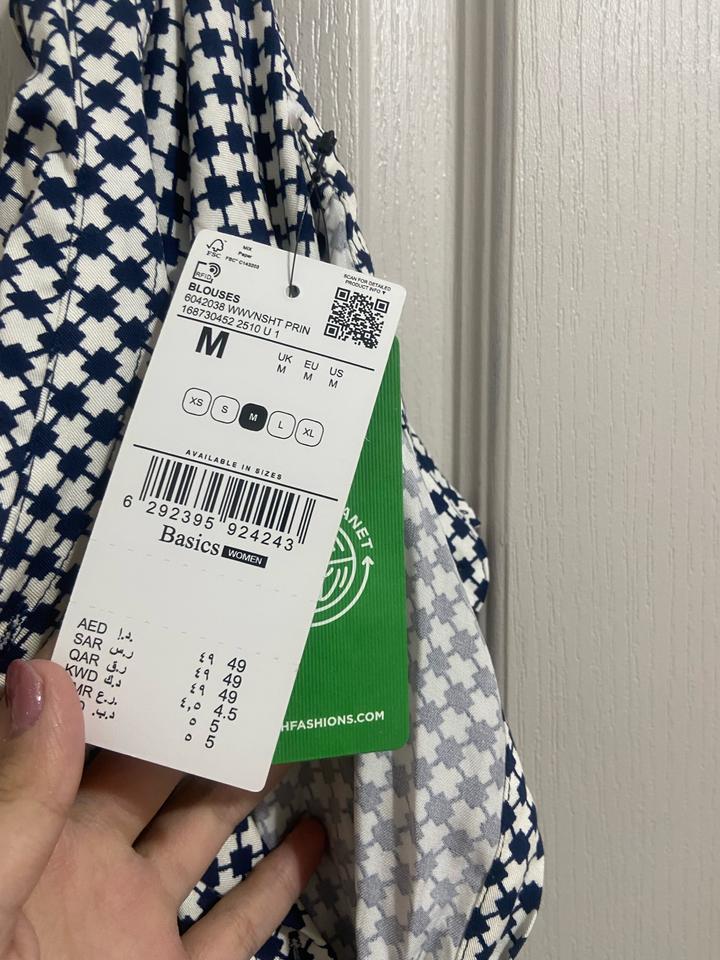 FSC
MIX
Paper
FSC® C143203
RFID
SCAN FOR DETAILED
PRODUCT INFO
BLOUSES
6042038 WWVNSHT PRIN
168730452 2510 U 1
M
UK EU US
M M M
XS S M L XL
AVAILABLE IN SIZES
6 292395 924243
Basics WOMEN
AED د.إ. ٤٩ 49
SAR ر.س ٤٩ 49
QAR ر.ق ٤٩ 49
KWD د.ك ٤,٥ 4.5
MR ر.ع. ٥ 5
د.ب. ٥ 5
ANET
HFASHIONS.COM